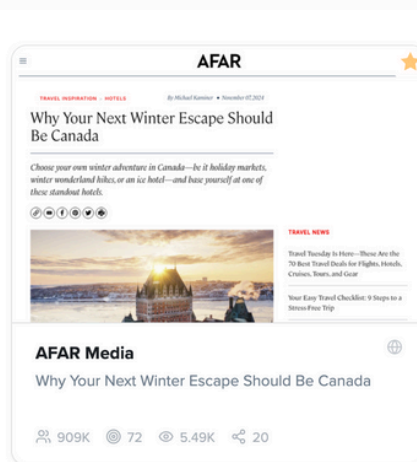 AFAR
TRAVEL INSPIRATION • HOTELS
By Michael Kaminer • November 07, 2024
Why Your Next Winter Escape Should
Be Canada
Choose your own winter adventure in Canada—be it holiday markets,
winter wonderland hikes, or an ice hotel—and base yourself at one of
these standout hotels.
TRAVEL NEWS
Travel Tuesday Is Here—These Are the
70 Best Travel Deals for Flights, Hotels,
Cruises, Tours, and Gear
Your Easy Travel Checklist: 9 Steps to a
Stress-Free Trip
AFAR Media
Why Your Next Winter Escape Should Be Canada
909K 72 5.49K 20